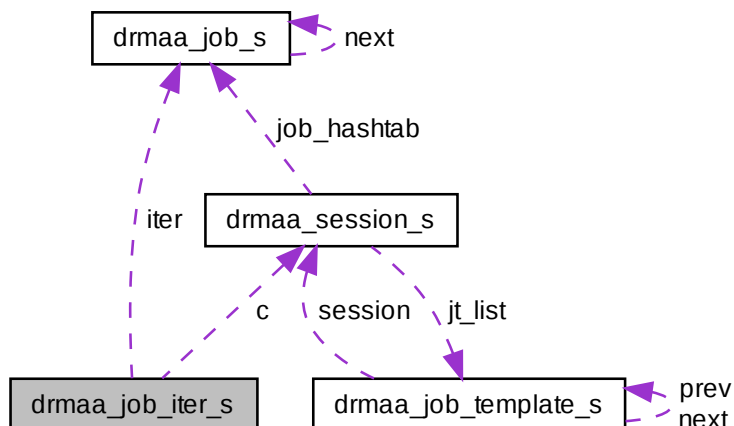 drmaa_job_s
next
job_hashtab
iter
drmaa_session_s
c
session
jt_list
drmaa_job_iter_s
drmaa_job_template_s
prev
next